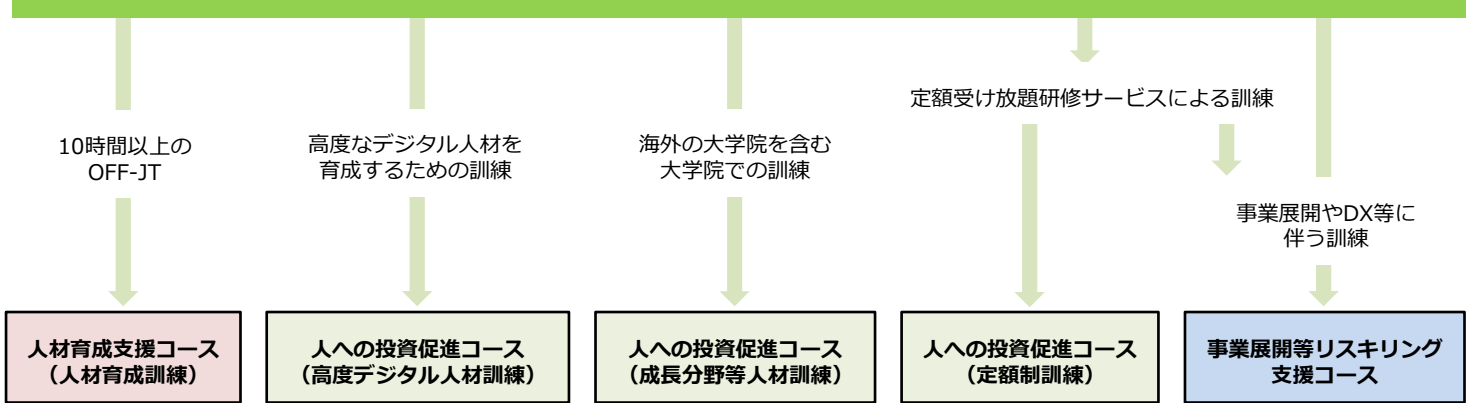 定額受け放題研修サービスによる訓練
10時間以上の
OFF-JT
高度なデジタル人材を
育成するための訓練
海外の大学院を含む
大学院での訓練
事業展開やDX等に
伴う訓練
人材育成支援コース
（人材育成訓練）
人への投資促進コース
（高度デジタル人材訓練）
人への投資促進コース
（成長分野等人材訓練）
人への投資促進コース
（定額制訓練）
事業展開等リスキリング
支援コース